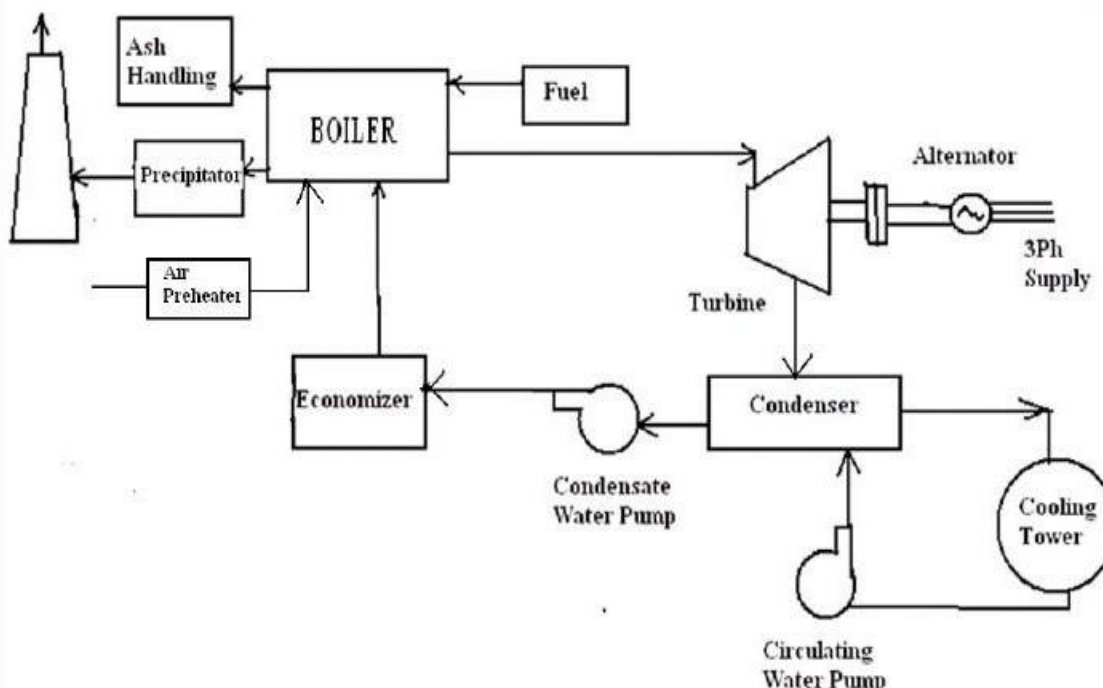 Ash
Handling
BOILER
Fuel
Precipitator
Alternator
3Ph
Supply
Air
Preheater
Turbine
Economizer
Condenser
Condensate
Water Pump
Cooling
Tower
Circulating
Water Pump